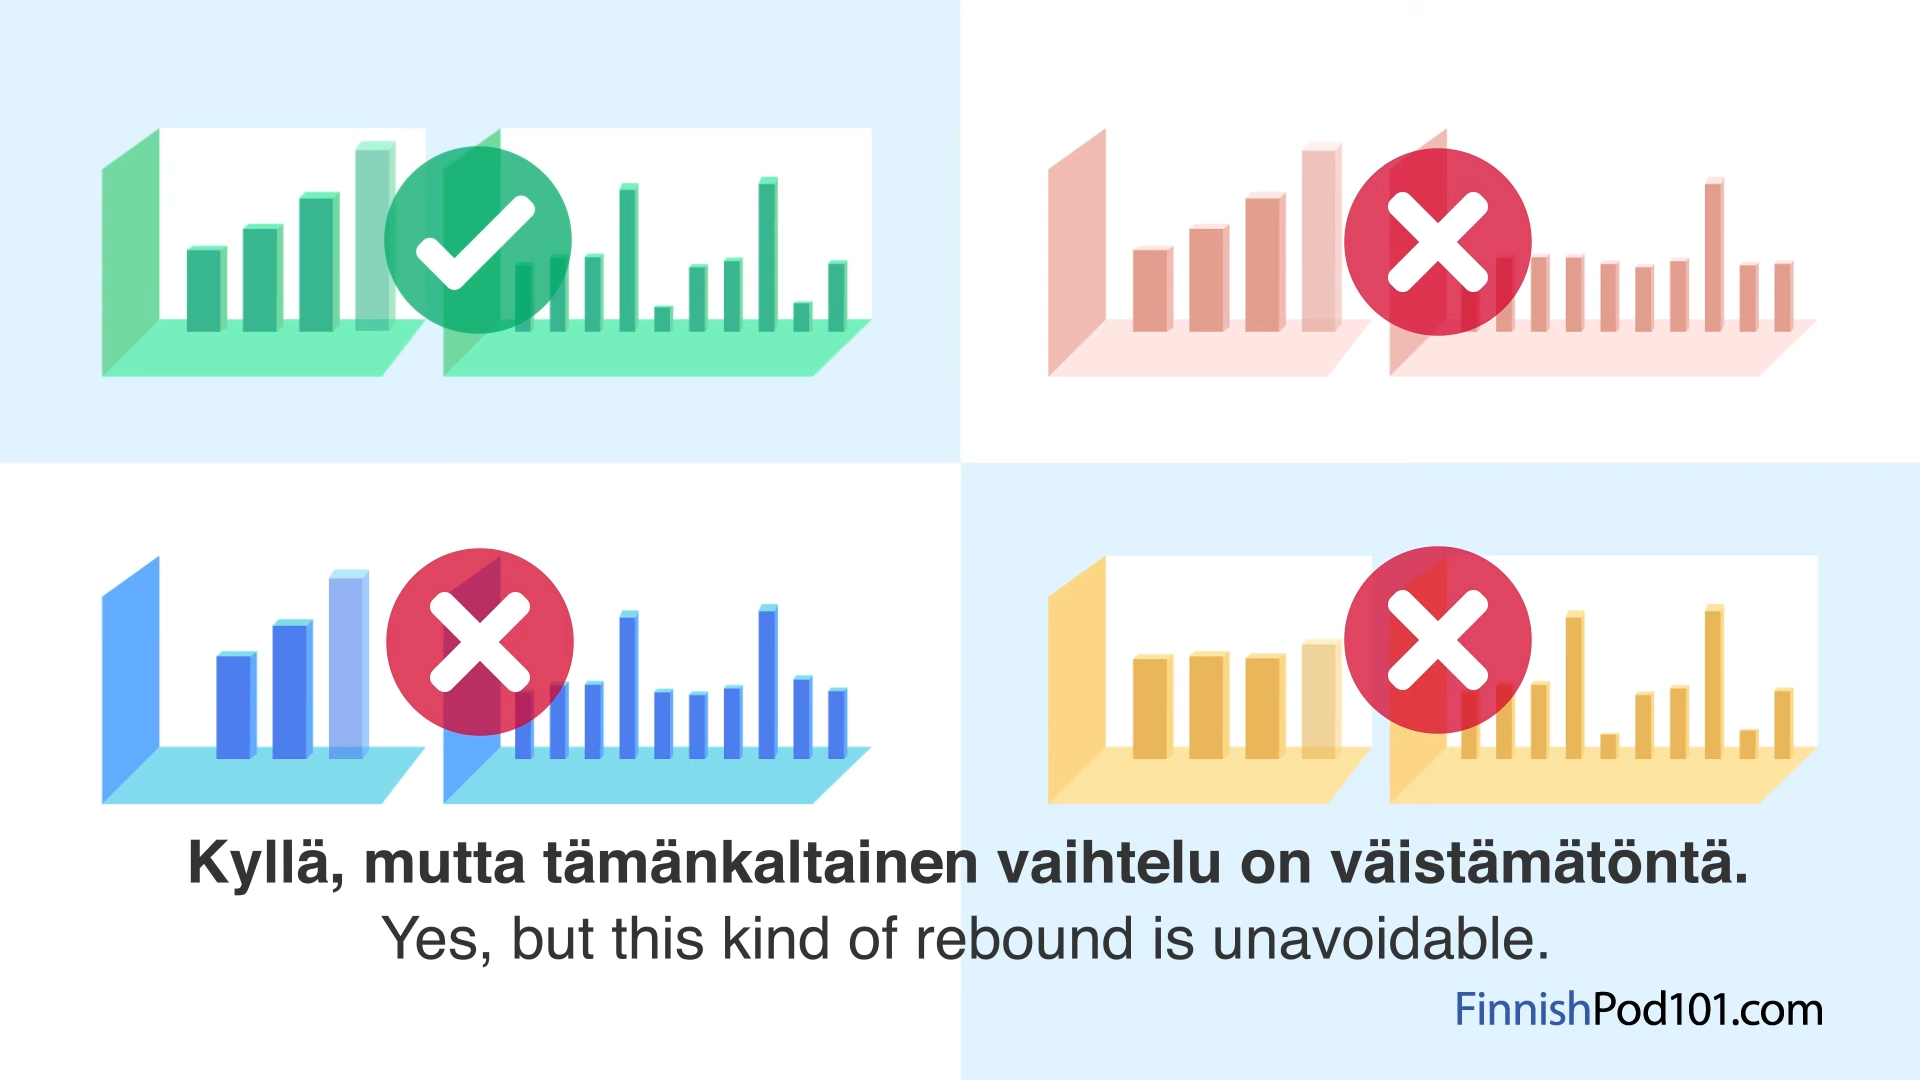 Kyllä, mutta tämänkaltainen vaihtelu on väistämätöntä.
Yes, but this kind of rebound is unavoidable.
FinnishPod101.com